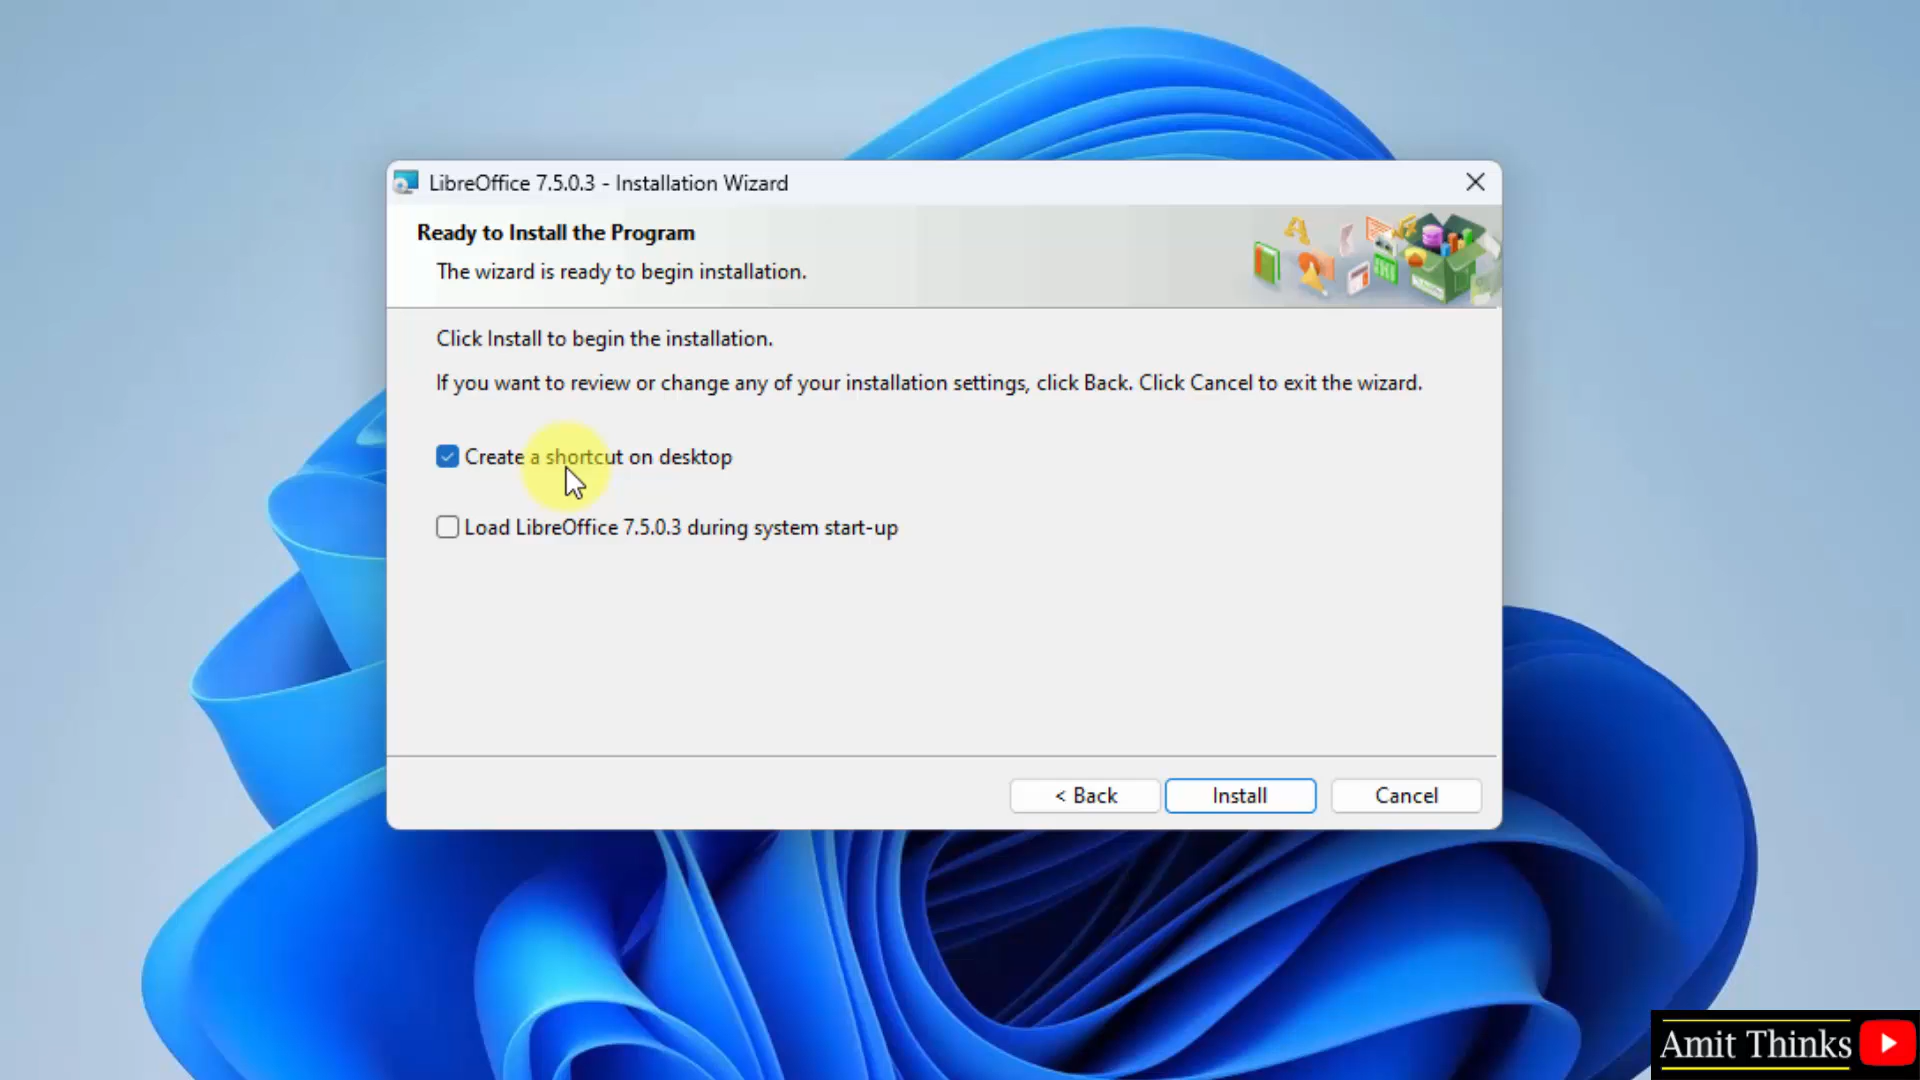 LibreOffice 7.5.0.3 - Installation Wizard
Ready to Install the Program
The wizard is ready to begin installation.
Click Install to begin the installation.
If you want to review or change any of your installation settings, click Back. Click Cancel to exit the wizard.
Create a shortcut on desktop
Load LibreOffice 7.5.0.3 during system start-up
< Back
Install
Cancel
Amit Thinks